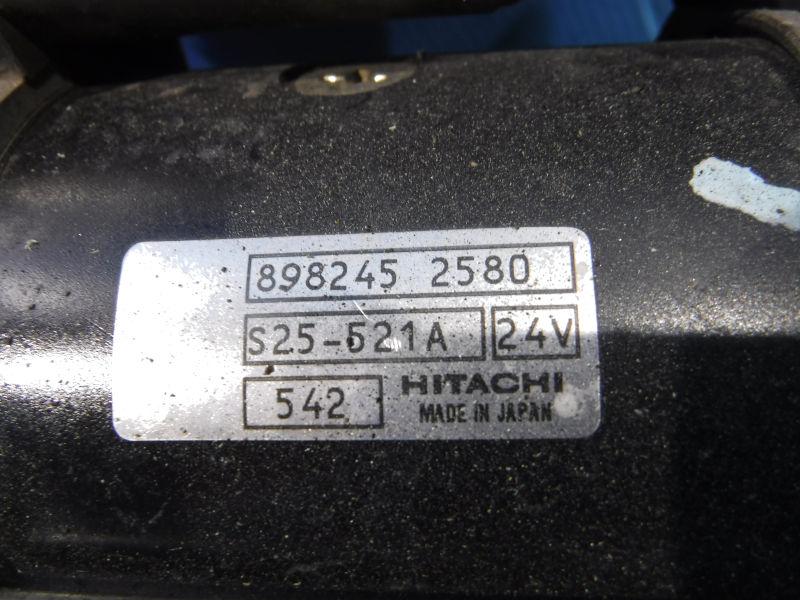 898245 2580
S25-521A 24V
542 HITACHI
MADE IN JAPAN